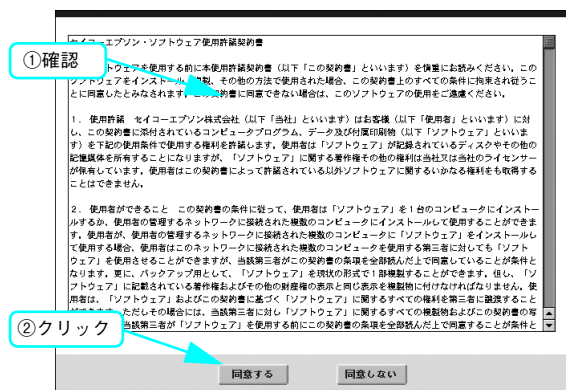 セイコーエプソン・ソフトウェア使用許諾契約書
①確認
トウェアを使用する前に本使用許諾契約書（以下「この契約書」といいます）を慎重にお読みください。この
ソフトウェアをインストール、複製、その他の方法で使用された場合、この契約書上のすべての条件に拘束され従うこ
とに同意したとみなされます。この契約書に同意できない場合は、このソフトウェアの使用をご遠慮ください。
1．使用許諾　セイコーエプソン株式会社（以下「当社」といいます）はお客様（以下「使用者」といいます）に対
し、この契約書に添付されているコンピュータプログラム、データ及び付属印刷物（以下「ソフトウェア」といいま
す）を下記の使用条件で使用する権利を許諾します。使用者は「ソフトウェア」が記録されているディスクやその他の
記憶媒体を所有することになりますが、「ソフトウェア」に関する著作権その他の権利は当社又は当社のライセンサー
が保有しています。使用者はこの契約書によって許諾されている以外ソフトウェアに関するいかなる権利をも取得する
ことはできません。
2．使用者ができること　この契約書の条件に従って、使用者は「ソフトウェア」を1台のコンピュータにインストー
ルするか、使用者の管理するネットワークに接続された複数のコンピュータにインストールして使用することができま
す。使用者が、使用者の管理するネットワークに接続された複数のコンピュータに「ソフトウェア」をインストールし
て使用する場合、使用者はこのネットワークに接続された複数のコンピュータを使用する第三者に対しても「ソフト
ウェア」を使用させることができますが、当該第三者がこの契約書の条項を全部読んだ上で同意していることが条件と
なります。更に、バックアップ用として、「ソフトウェア」を現状の形式で1部複製することができます。但し、「ソ
フトウェア」に記載されている著作権およびその他の財産権の表示と同じ表示を複製物に付けなければなりません。使
用者は、「ソフトウェア」およびこの契約書に基づく「ソフトウェア」に関するすべての権利を第三者に譲渡すること
ができます。ただしその場合には、当該第三者に対し「ソフトウェア」に関するすべての複製物およびこの契約書の写
②クリック
当該第三者が「ソフトウェア」を使用する前にこの契約書の条項を全部読んだ上で同意することが条件と
同意する　同意しない